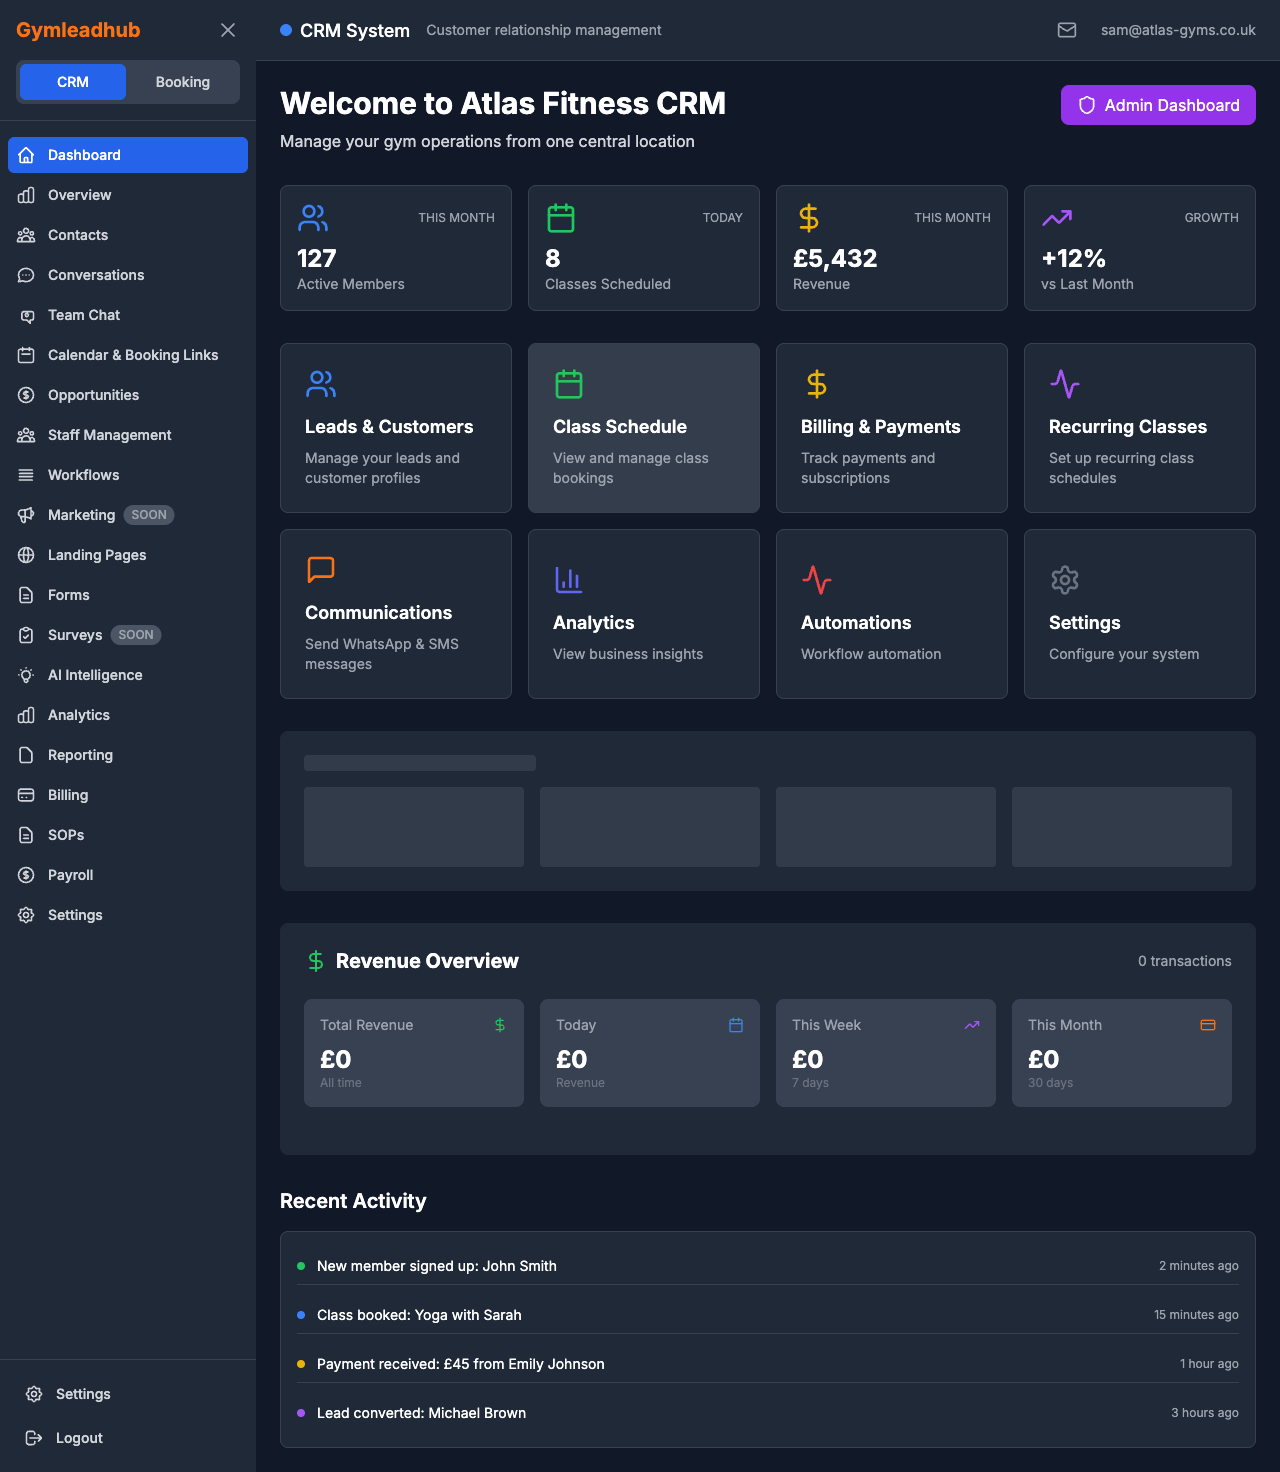 Gymleadhub
CRM
Booking
Dashboard
Overview
Contacts
Conversations
Team Chat
Calendar & Booking Links
Opportunities
Staff Management
Workflows
Marketing SOON
Landing Pages
Forms
Surveys SOON
AI Intelligence
Analytics
Reporting
Billing
SOPs
Payroll
Settings
Settings
Logout
CRM System Customer relationship management
sam@atlas-gyms.co.uk
Welcome to Atlas Fitness CRM
Manage your gym operations from one central location
Admin Dashboard
THIS MONTH
127
Active Members
TODAY
8
Classes Scheduled
THIS MONTH
£5,432
Revenue
GROWTH
+12%
vs Last Month
Leads & Customers
Manage your leads and
customer profiles
Class Schedule
View and manage class
bookings
Billing & Payments
Track payments and
subscriptions
Recurring Classes
Set up recurring class
schedules
Communications
Send WhatsApp & SMS
messages
Analytics
View business insights
Automations
Workflow automation
Settings
Configure your system
Revenue Overview
0 transactions
Total Revenue
£0
All time
Today
£0
Revenue
This Week
£0
7 days
This Month
£0
30 days
Recent Activity
New member signed up: John Smith 2 minutes ago
Class booked: Yoga with Sarah 15 minutes ago
Payment received: £45 from Emily Johnson 1 hour ago
Lead converted: Michael Brown 3 hours ago